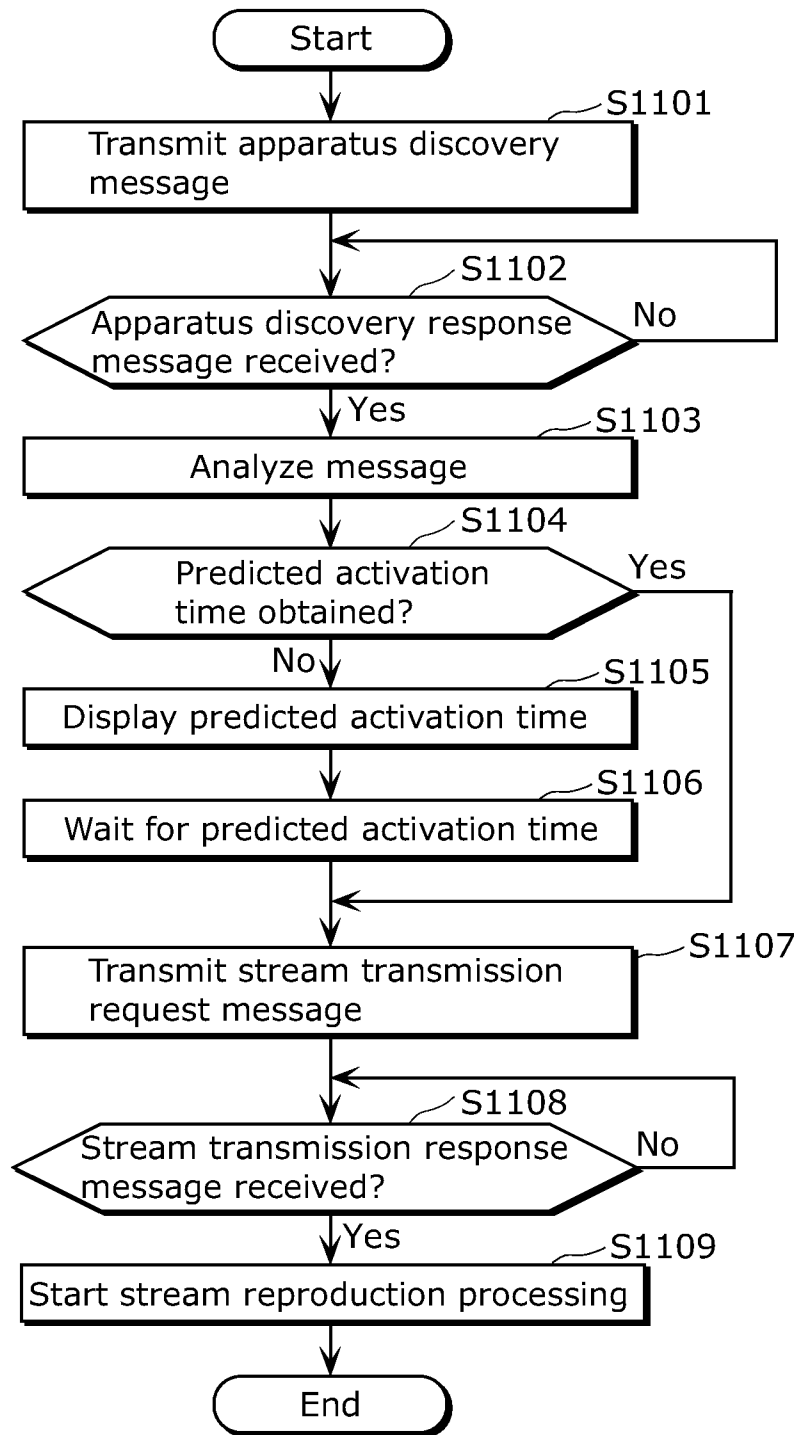 Start
S1101
Transmit apparatus discovery
message
S1102
Apparatus discovery response
message received?
No
Yes
S1103
Analyze message
S1104
Predicted activation
time obtained?
Yes
No
S1105
Display predicted activation time
S1106
Wait for predicted activation time
S1107
Transmit stream transmission
request message
S1108
Stream transmission response
message received?
No
Yes
S1109
Start stream reproduction processing
End